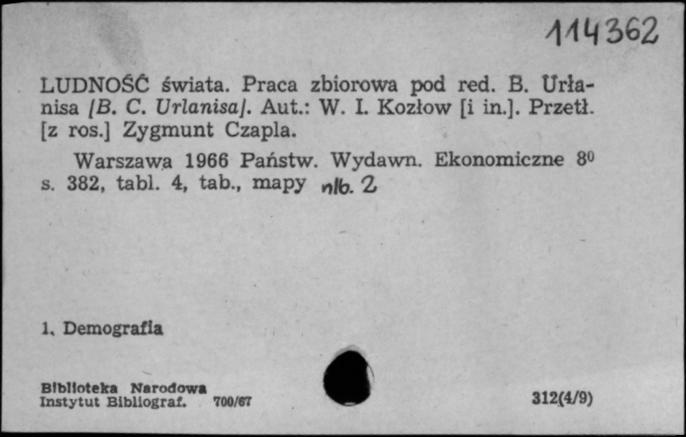 114362
LUDNOŚĆ świata. Praca zbiorowa pod red. B. Urła-
nisa [B. C. Urlanisa]. Aut.: W. I. Kozłow [i in.]. Przetł.
[z ros.] Zygmunt Czapla.
Warszawa 1966 Państw. Wydawn. Ekonomiczne 8⁰
s. 382, tabl. 4, tab., mapy nlb. 2
1. Demografia
Biblioteka Narodowa
Instytut Bibliograf. 700/67
312(4/9)